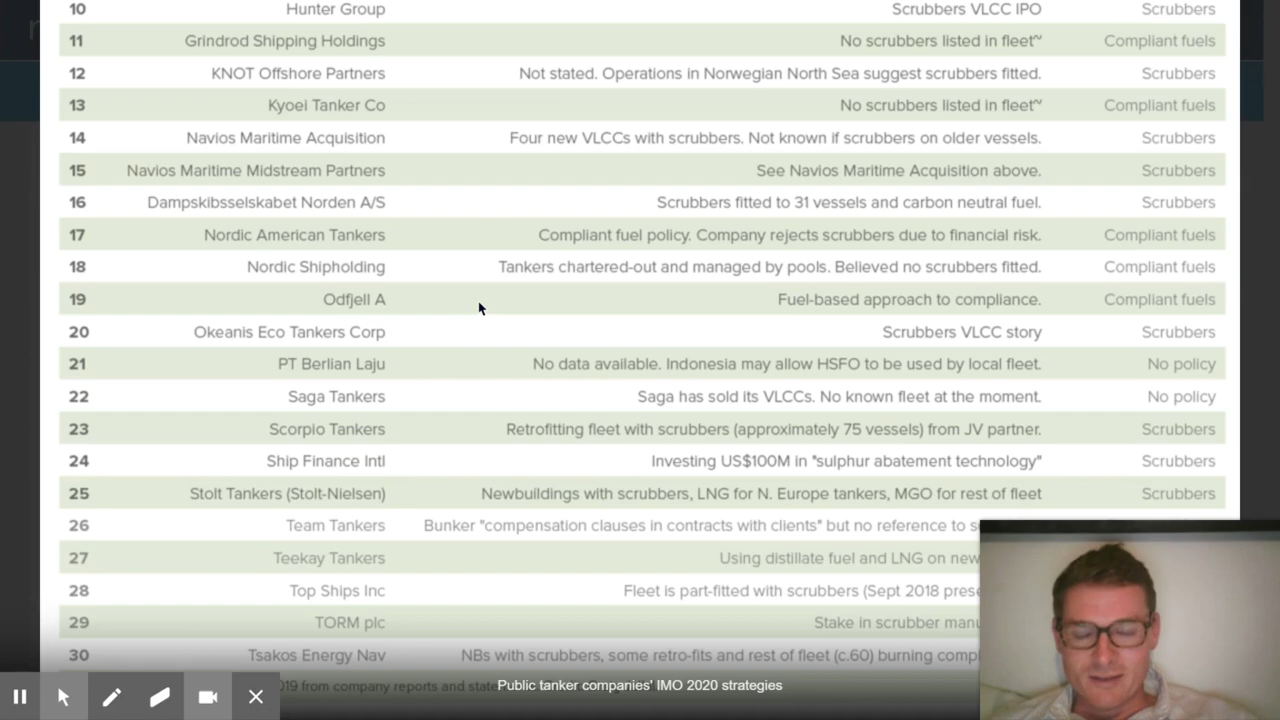 10 Hunter Group Scrubbers VLCC IPO Scrubbers
11 Grindrod Shipping Holdings No scrubbers listed in fleet~ Compliant fuels
12 KNOT Offshore Partners Not stated. Operations in Norwegian North Sea suggest scrubbers fitted. Scrubbers
13 Kyoei Tanker Co No scrubbers listed in fleet~ Compliant fuels
14 Navios Maritime Acquisition Four new VLCCs with scrubbers. Not known if scrubbers on older vessels. Scrubbers
15 Navios Maritime Midstream Partners See Navios Maritime Acquisition above. Scrubbers
16 Dampskibsselskabet Norden A/S Scrubbers fitted to 31 vessels and carbon neutral fuel. Scrubbers
17 Nordic American Tankers Compliant fuel policy. Company rejects scrubbers due to financial risk. Compliant fuels
18 Nordic Shipholding Tankers chartered-out and managed by pools. Believed no scrubbers fitted. Compliant fuels
19 Odfjell A Fuel-based approach to compliance. Compliant fuels
20 Okeanis Eco Tankers Corp Scrubbers VLCC story Scrubbers
21 PT Berlian Laju No data available. Indonesia may allow HSFO to be used by local fleet. No policy
22 Saga Tankers Saga has sold its VLCCs. No known fleet at the moment. No policy
23 Scorpio Tankers Retrofitting fleet with scrubbers (approximately 75 vessels) from JV partner. Scrubbers
24 Ship Finance Intl Investing US$100M in "sulphur abatement technology" Scrubbers
25 Stolt Tankers (Stolt-Nielsen) Newbuildings with scrubbers, LNG for N. Europe tankers, MGO for rest of fleet Scrubbers
26 Team Tankers Bunker "compensation clauses in contracts with clients" but no reference to
27 Teekay Tankers Using distillate fuel and LNG on new
28 Top Ships Inc Fleet is part-fitted with scrubbers (Sept 2018 prese
29 TORM plc Stake in scrubber manu
30 Tsakos Energy Nav NBs with scrubbers, some retro-fits and rest of fleet (c.60) burning compl
019 from company reports and state
Public tanker companies' IMO 2020 strategies